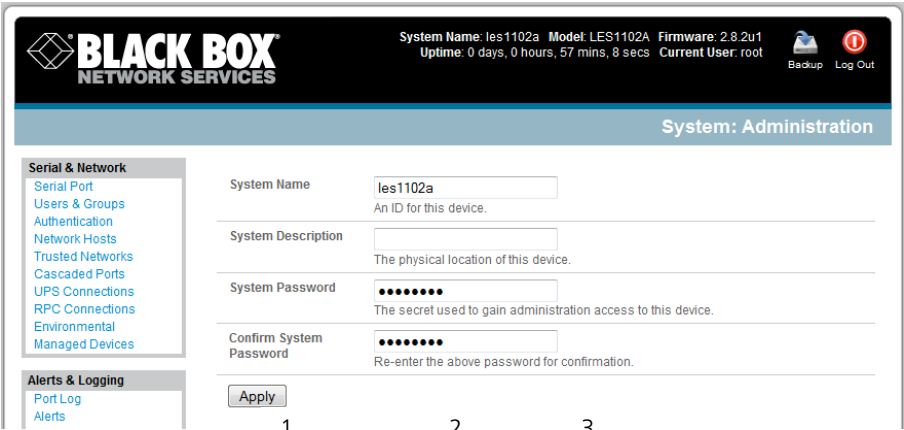 BLACK BOX
NETWORK SERVICES
System Name: les1102a Model: LES1102A Firmware: 2.8.2u1
Uptime: 0 days, 0 hours, 57 mins, 8 secs Current User: root
Backup
Log Out
System: Administration
Serial & Network
Serial Port
Users & Groups
Authentication
Network Hosts
Trusted Networks
Cascaded Ports
UPS Connections
RPC Connections
Environmental
Managed Devices
Alerts & Logging
Port Log
Alerts
System Name
les1102a
An ID for this device.
System Description
The physical location of this device.
System Password
••••••••
The secret used to gain administration access to this device.
Confirm System
Password
••••••••
Re-enter the above password for confirmation.
Apply
1 2 3